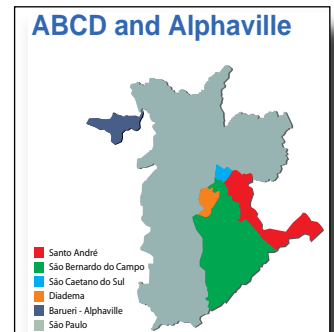 ABCD and Alphaville
Santo André
São Bernardo do Campo
São Caetano do Sul
Diadema
Barueri - Alphaville
São Paulo